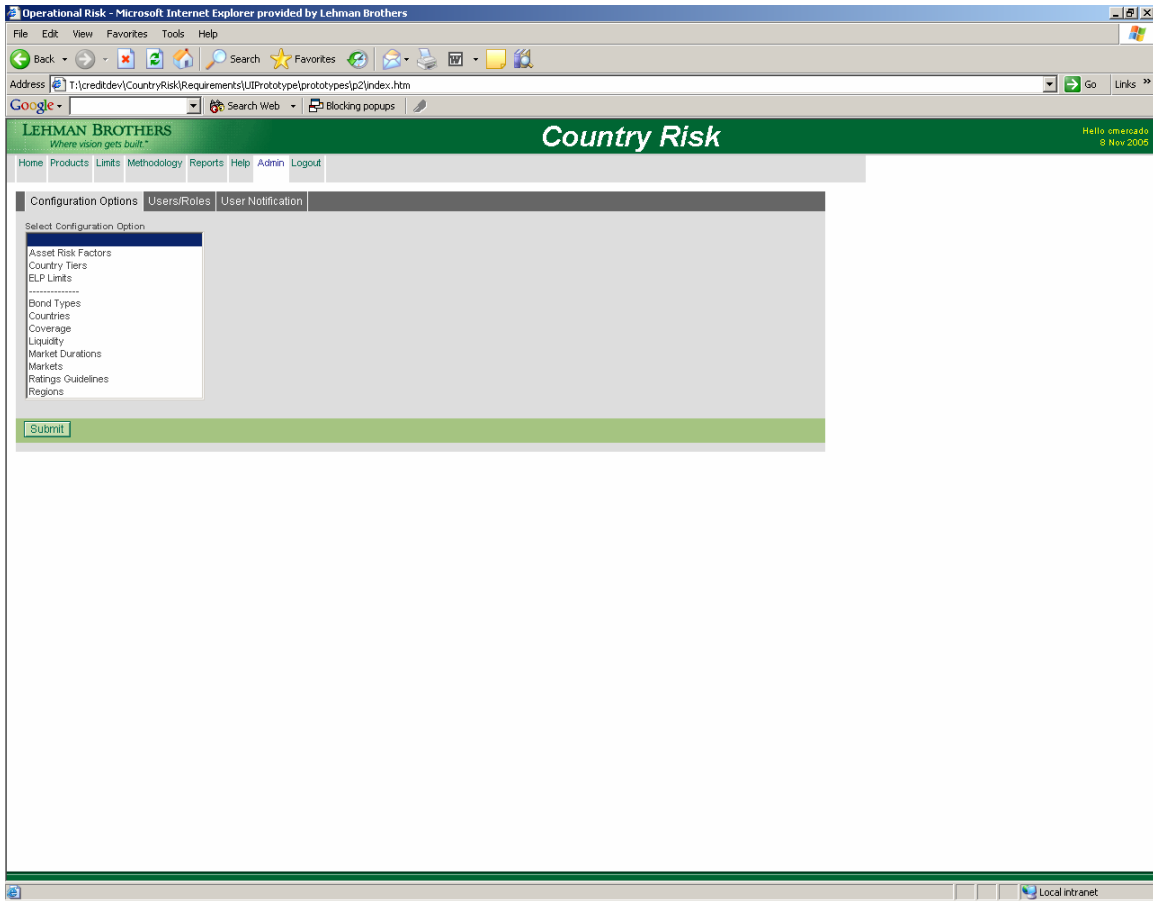 Operational Risk - Microsoft Internet Explorer provided by Lehman Brothers
File Edit View Favorites Tools Help
Back Search Favorites
Address T:\creditdev\CountryRisk\Requirements\UIPrototype\prototypes\p2\index.htm Go Links »
Google Search Web Blocking popups
LEHMAN BROTHERS
Where vision gets built.
Country Risk
Hello cmercado
8 Nov 2005
Home Products Limits Methodology Reports Help Admin Logout
Configuration Options Users/Roles User Notification
Select Configuration Option
Asset Risk Factors
Country Tiers
ELP Limits
--------------
Bond Types
Countries
Coverage
Liquidity
Market Durations
Markets
Ratings Guidelines
Regions
Submit
Local intranet